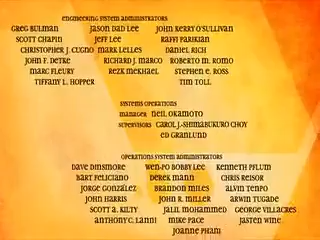 engineering system administrators
Greg Bulman Jason Dad Lee John Kerry O'Sullivan
Scott Chapin Jeff Lee Raffi Parikian
Christopher J. Cugno Mark Lelles Daniel Rich
John F. Detke Richard J. Marco Roberto M. Romo
Marc Fleury Rezk Mekhael Stephen E. Ross
Tiffany L. Hopper Tim Toll
systems operations
manager Neil Okamoto
supervisors Carol J-Shimabukuro Choy
Ed Granlund
operations system administrators
Dave Dinsmore Wen-Po Bobby Lee Kenneth Pflum
Bart Feliciano Derek Mann Chris Reisor
Jorge González Brandon Miles Alvin Tenpo
John Harris John R. Miller Arwin Tugade
Scott A. Kilty Jalil Mohammed George Villacres
Anthony C. Lanni Mike Pace Jasten Wine
Joanne Pham